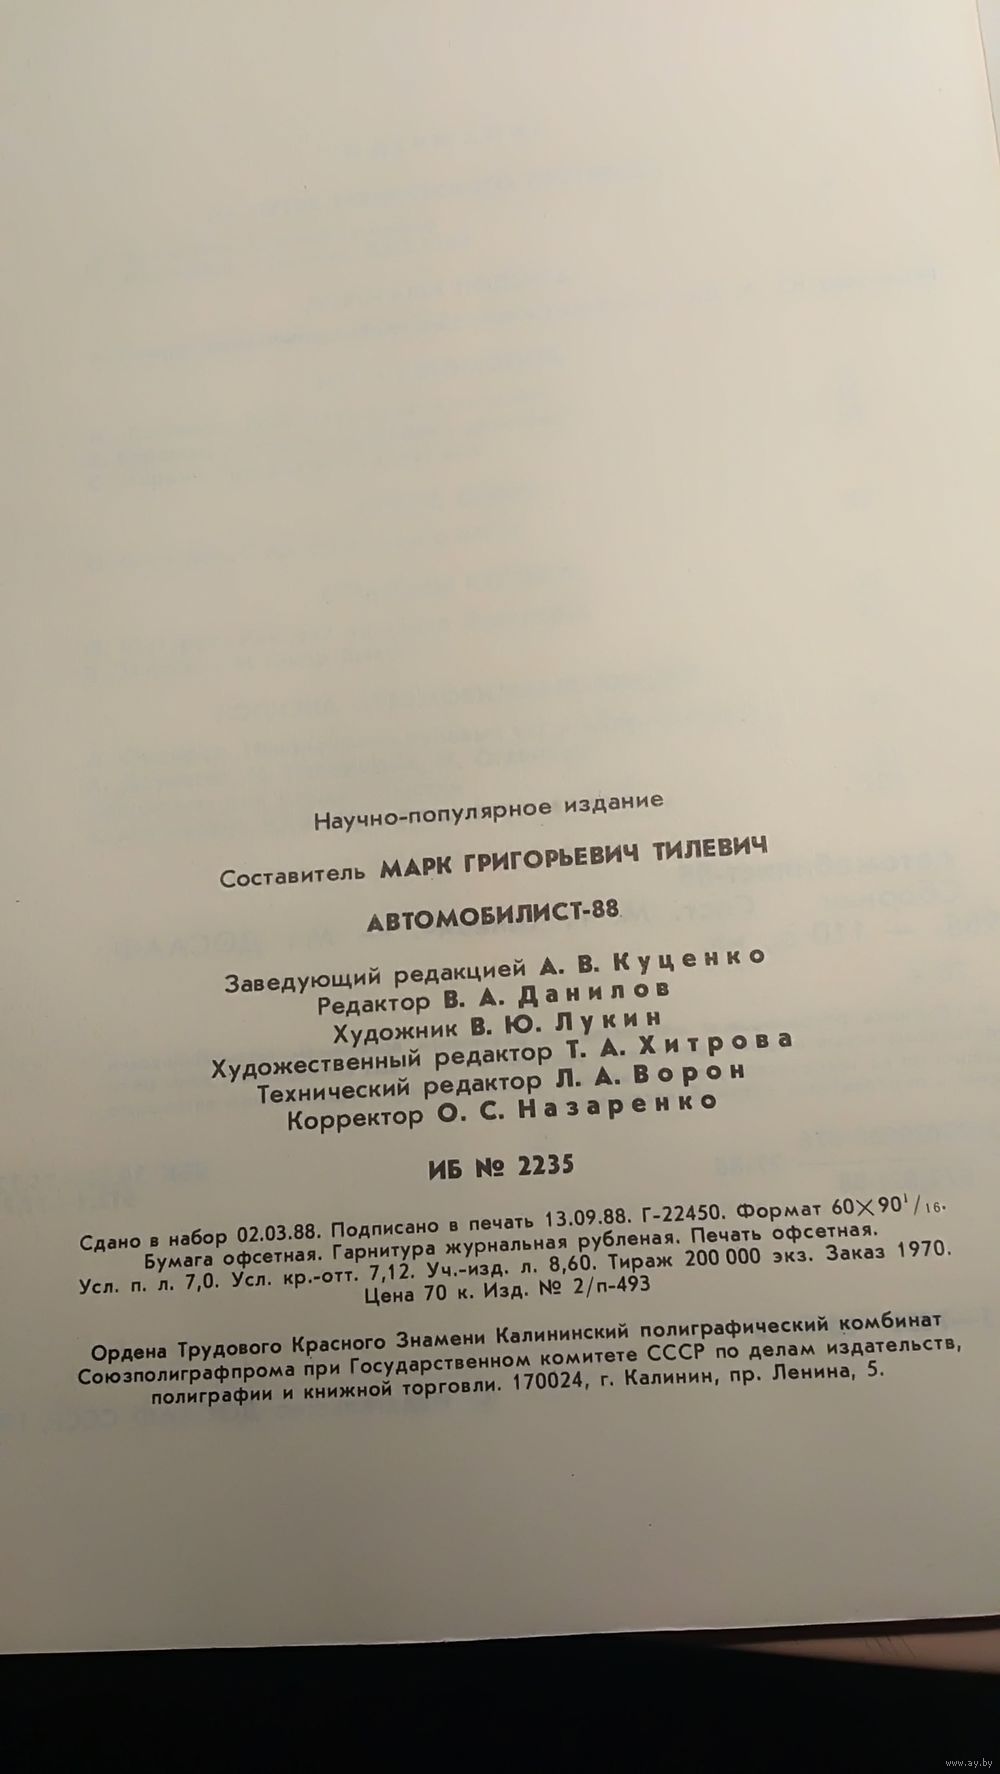 Научно-популярное издание
Составитель МАРК ГРИГОРЬЕВИЧ ТИЛЕВИЧ
АВТОМОБИЛИСТ-88
Заведующий редакцией А. В. Куценко
Редактор В. А. Данилов
Художник В. Ю. Лукин
Художественный редактор Т. А. Хитрова
Технический редактор Л. А. Ворон
Корректор О. С. Назаренко
ИБ № 2235
Сдано в набор 02.03.88. Подписано в печать 13.09.88. Г-22450. Формат 60×90¹/₁₆.
Бумага офсетная. Гарнитура журнальная рубленая. Печать офсетная.
Усл. п. л. 7,0. Усл. кр.-отт. 7,12. Уч.-изд. л. 8,60. Тираж 200 000 экз. Заказ 1970.
Цена 70 к. Изд. № 2/п-493
Ордена Трудового Красного Знамени Калининский полиграфический комбинат
Союзполиграфпрома при Государственном комитете СССР по делам издательств,
полиграфии и книжной торговли. 170024, г. Калинин, пр. Ленина, 5.
www.ay.by